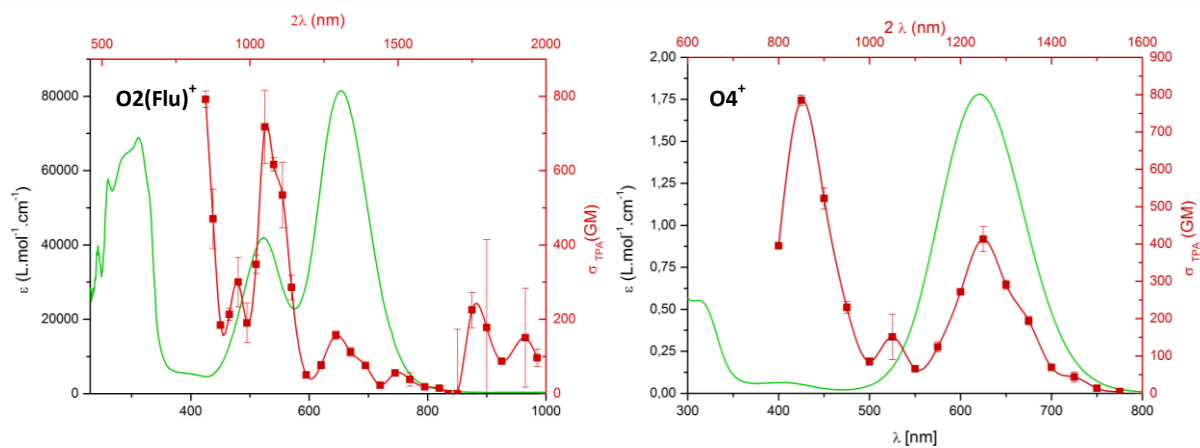 2λ (nm)
500 1000 1500 2000
O2(Flu)⁺
80000
60000
40000
20000
0
ε (L.mol⁻¹.cm⁻¹)
800
600
400
200
0
σ TPA (GM)
400 600 800 1000
2 λ [nm]
600 800 1000 1200 1400 1600
O4⁺
2,00
1,75
1,50
1,25
1,00
0,75
0,50
0,25
0,00
ε (L.mol⁻¹.cm⁻¹)
900
800
700
600
500
400
300
200
100
0
σ TPA (GM)
300 400 500 600 700 800
λ [nm]